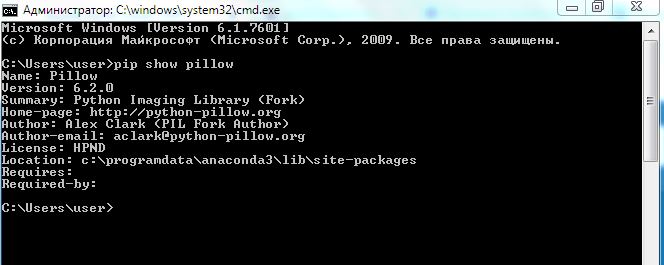 Администратор: C:\windows\system32\cmd.exe
Microsoft Windows [Version 6.1.7601]
(c) Корпорация Майкрософт (Microsoft Corp.), 2009. Все права защищены.
C:\Users\user>pip show pillow
Name: Pillow
Version: 6.2.0
Summary: Python Imaging Library (Fork)
Home-page: http://python-pillow.org
Author: Alex Clark (PIL Fork Author)
Author-email: aclark@python-pillow.org
License: HPND
Location: c:\programdata\anaconda3\lib\site-packages
Requires:
Required-by:
C:\Users\user>